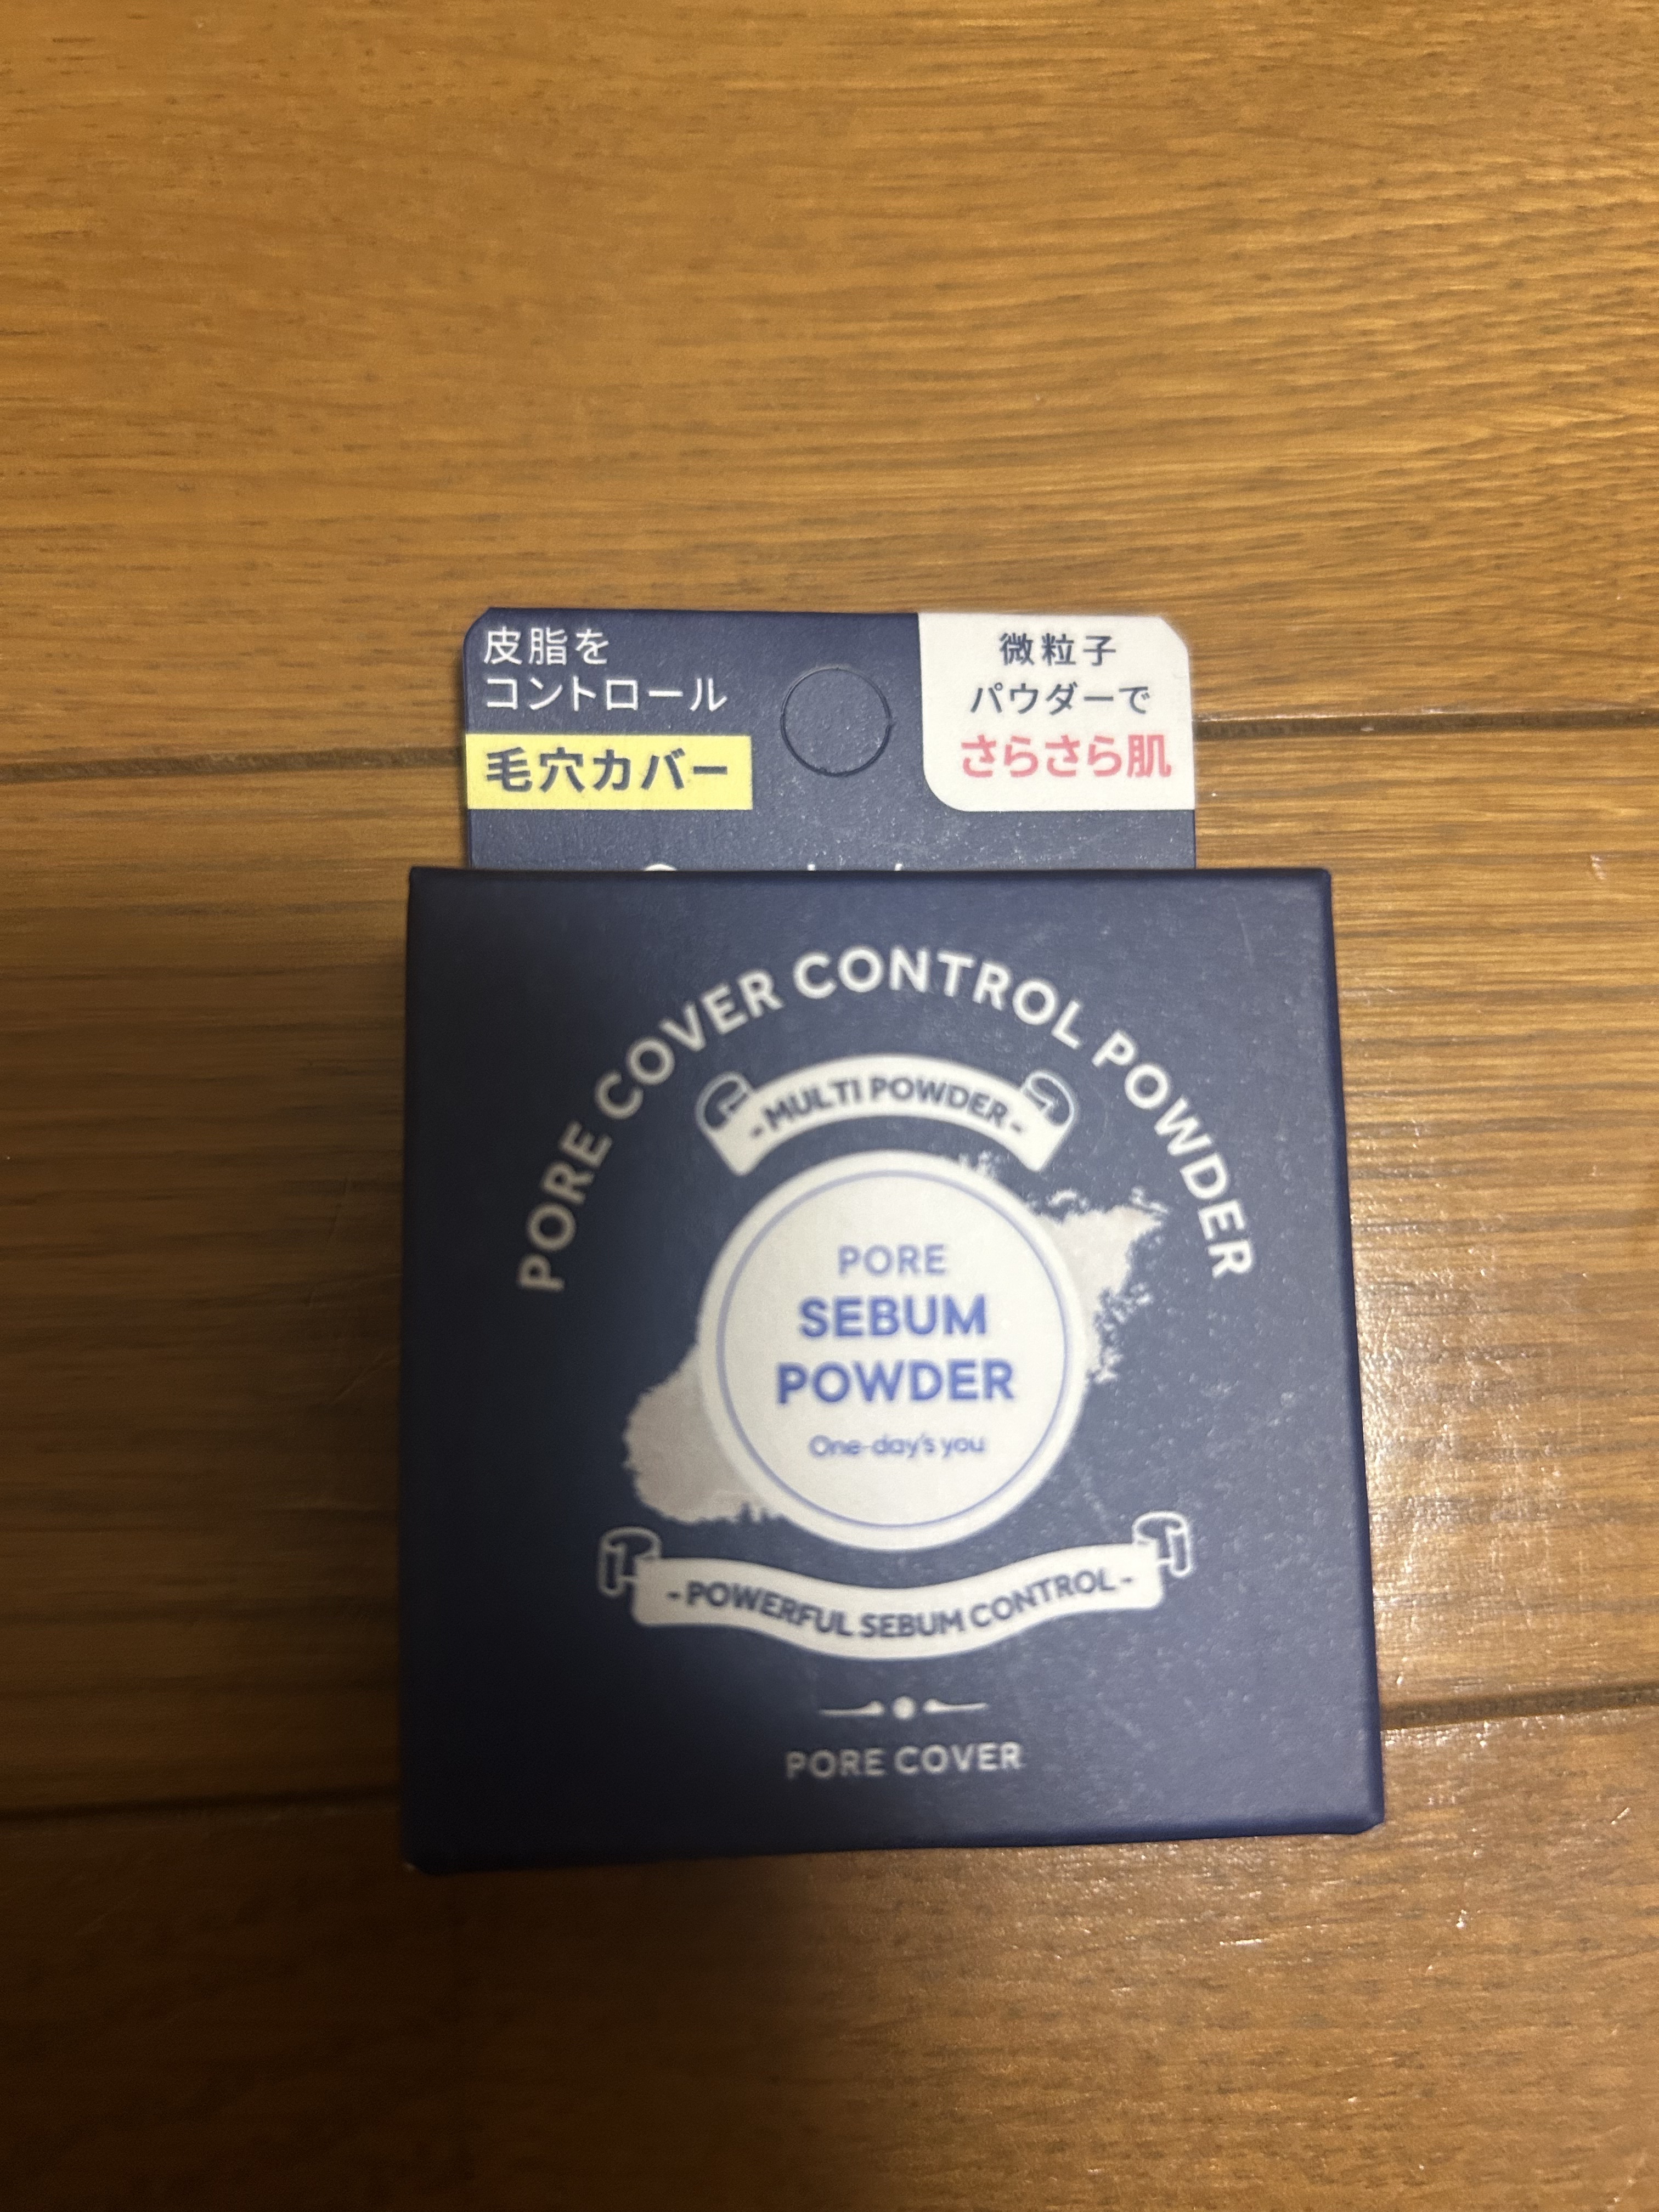 皮脂を
コントロール
毛穴カバー
微粒子
パウダーで
さらさら肌
PORE COVER CONTROL POWDER
- MULTI POWDER -
PORE
SEBUM
POWDER
One-day's you
- POWERFUL SEBUM CONTROL -
PORE COVER